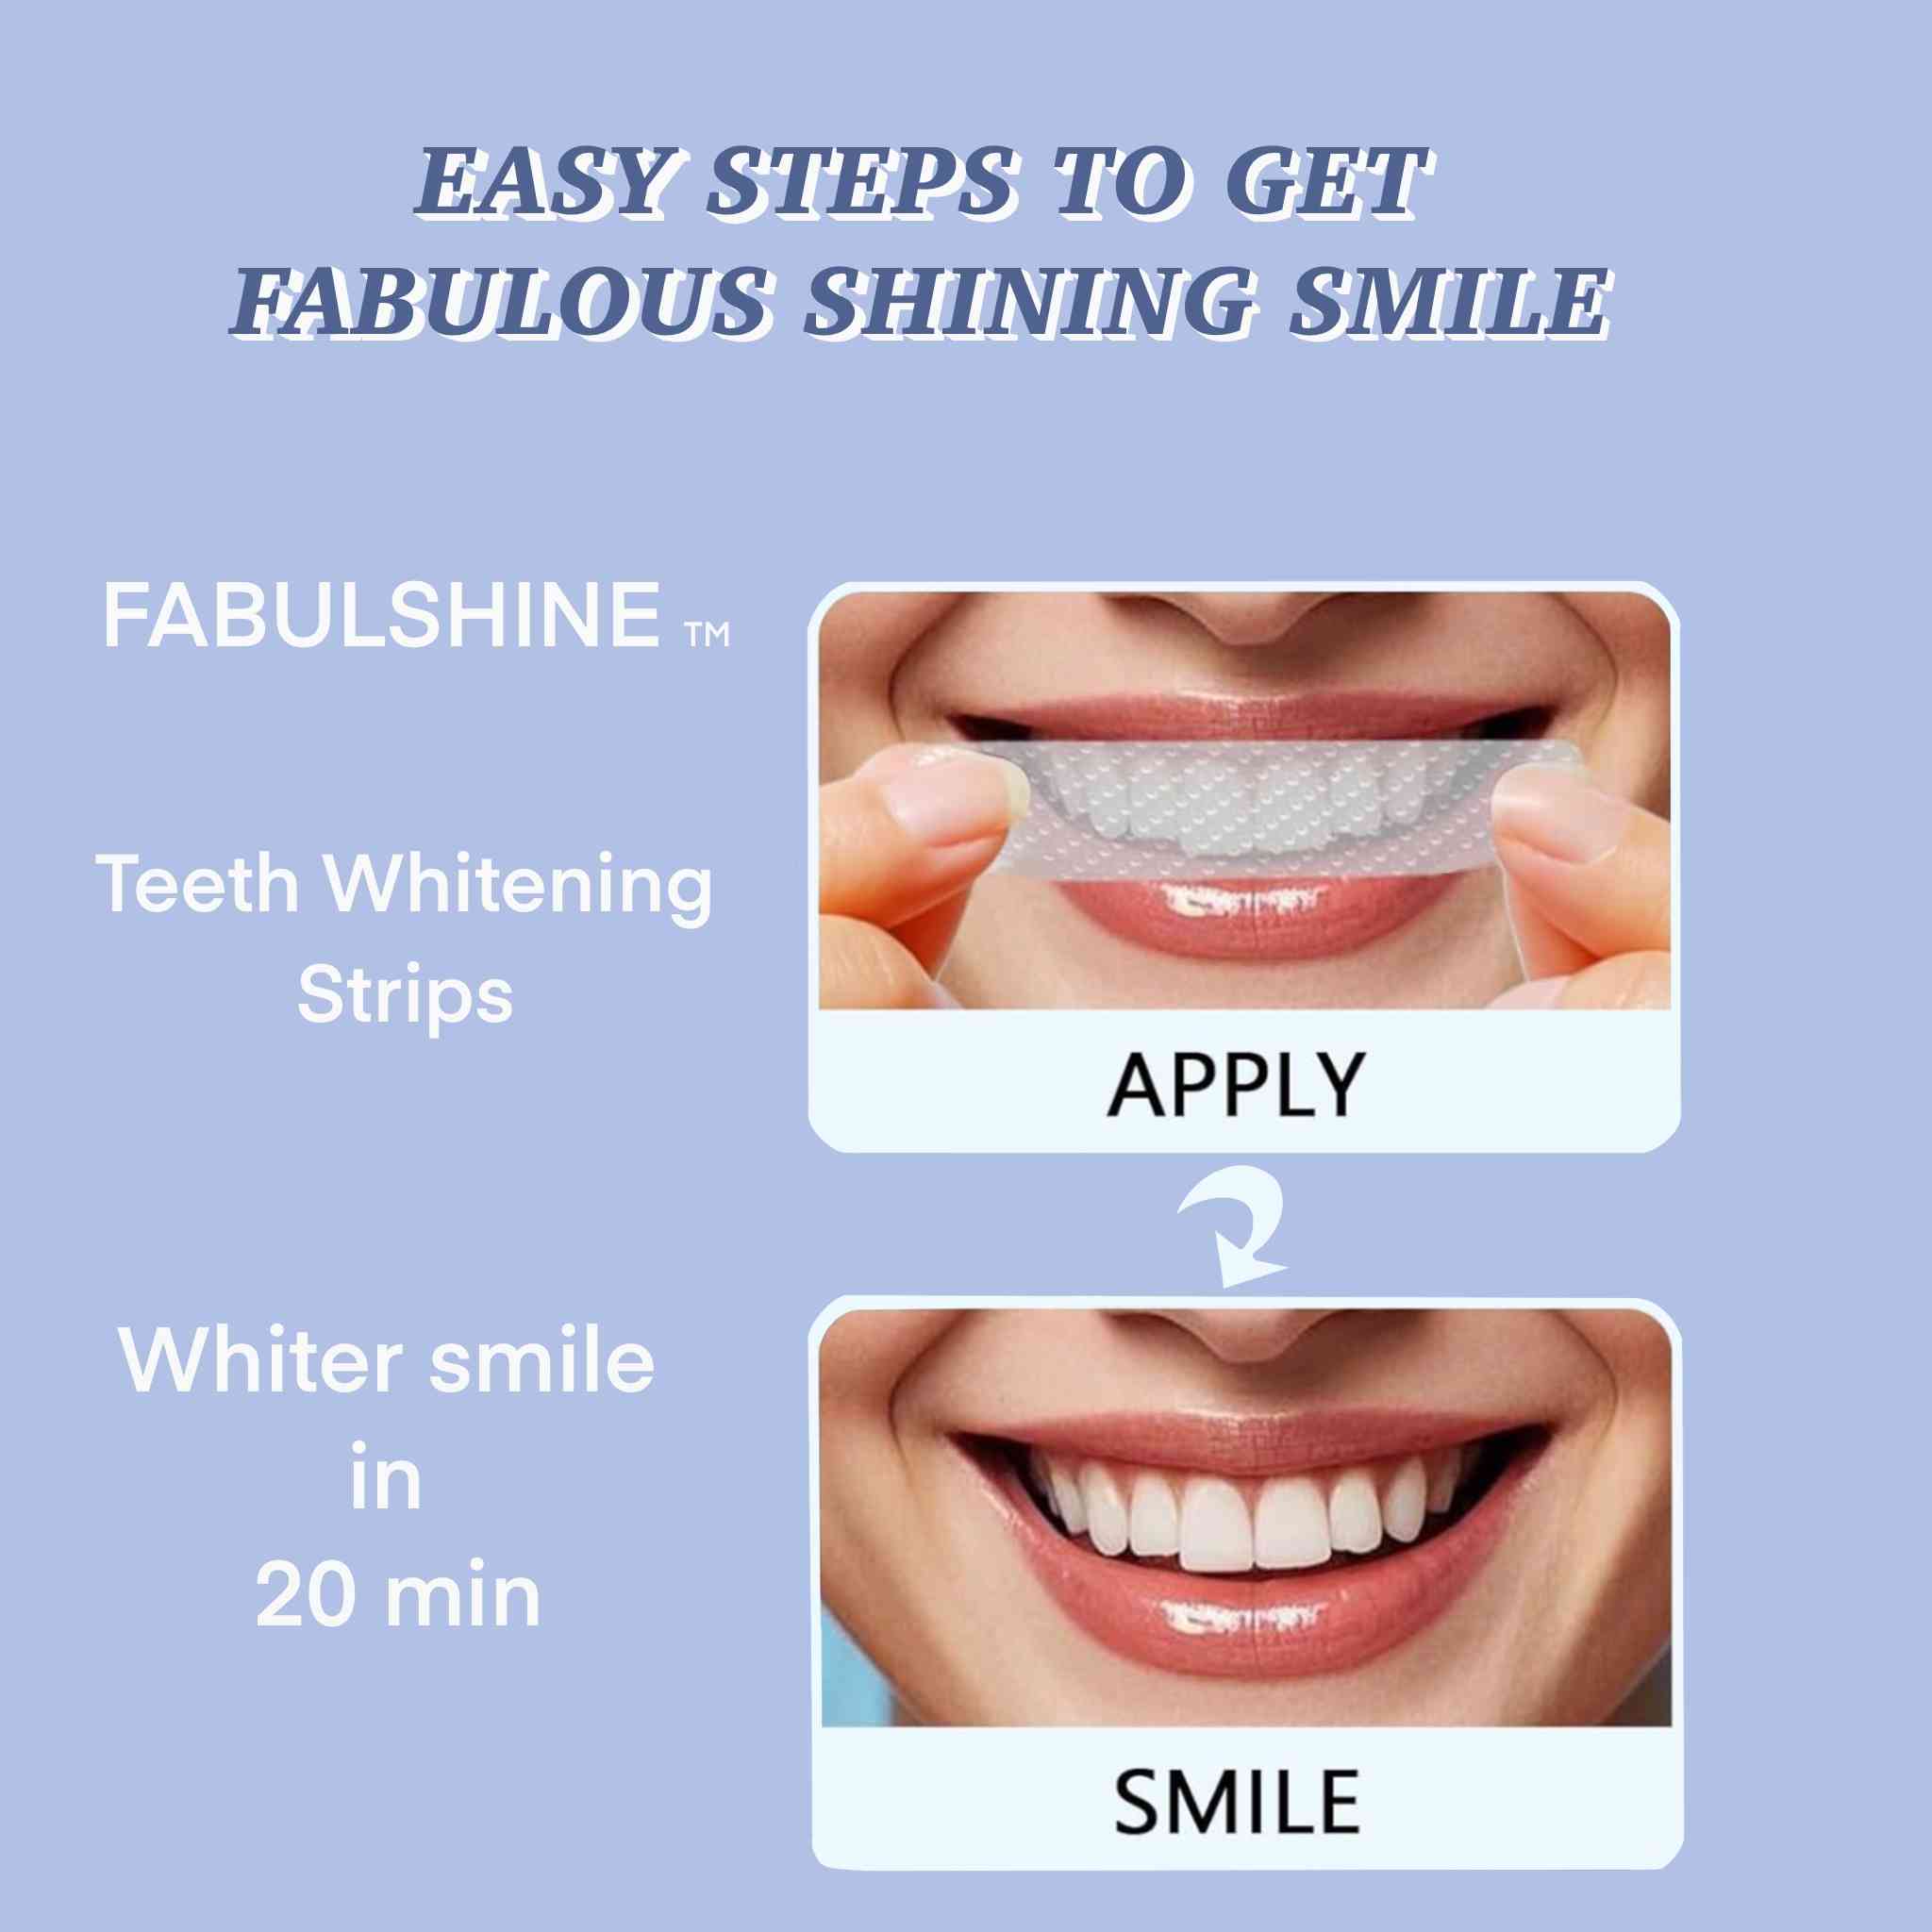 EASY STEPS TO GET
FABULOUS SHINING SMILE
FABULSHINE TM
Teeth Whitening
Strips
APPLY
Whiter smile
in
20 min
SMILE